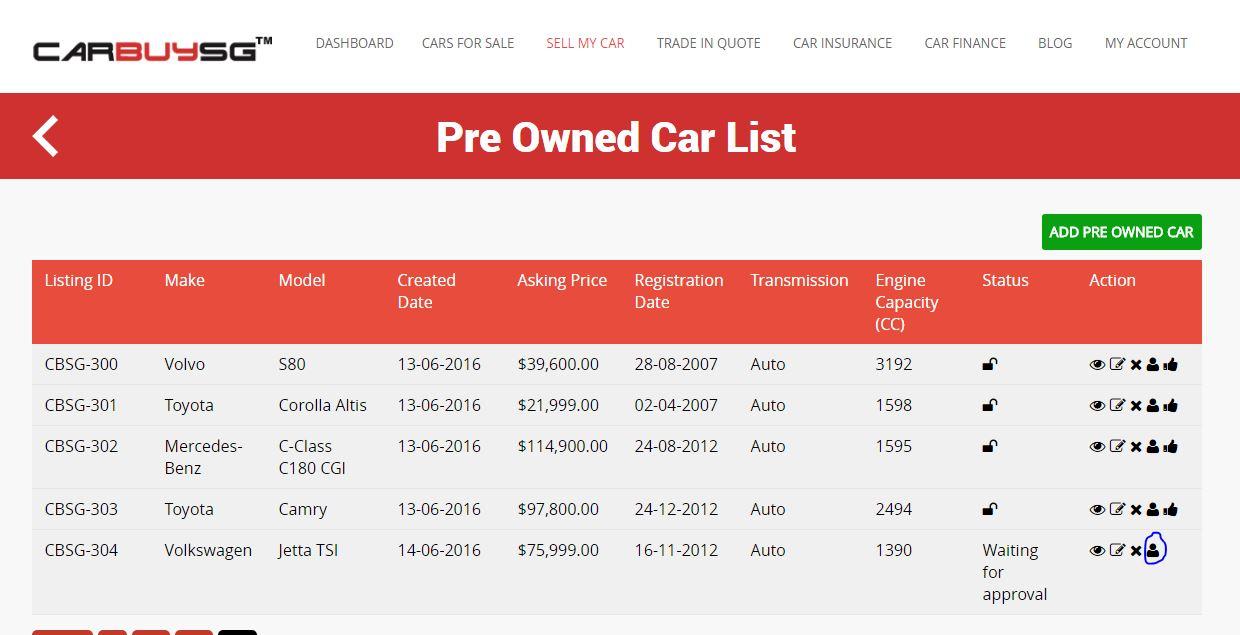 CARBUYSG™
DASHBOARD CARS FOR SALE SELL MY CAR TRADE IN QUOTE CAR INSURANCE CAR FINANCE BLOG MY ACCOUNT
Pre Owned Car List
ADD PRE OWNED CAR
Listing ID Make Model Created Date Asking Price Registration Date Transmission Engine Capacity (CC) Status Action
CBSG-300 Volvo S80 13-06-2016 $39,600.00 28-08-2007 Auto 3192
CBSG-301 Toyota Corolla Altis 13-06-2016 $21,999.00 02-04-2007 Auto 1598
CBSG-302 Mercedes-Benz C-Class C180 CGI 13-06-2016 $114,900.00 24-08-2012 Auto 1595
CBSG-303 Toyota Camry 13-06-2016 $97,800.00 24-12-2012 Auto 2494
CBSG-304 Volkswagen Jetta TSI 14-06-2016 $75,999.00 16-11-2012 Auto 1390 Waiting for approval